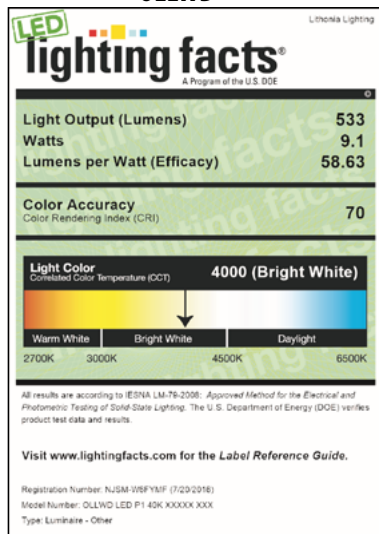 LED
Lithonia Lighting
lighting facts®
A Program of the U.S. DOE
©
Light Output (Lumens) 533
Watts 9.1
Lumens per Watt (Efficacy) 58.63
Color Accuracy
Color Rendering Index (CRI) 70
Light Color
Correlated Color Temperature (CCT) 4000 (Bright White)
Warm White Bright White Daylight
2700K 3000K 4500K 6500K
All results are according to IESNA LM-79-2008: Approved Method for the Electrical and
Photometric Testing of Solid-State Lighting. The U.S. Department of Energy (DOE) verifies
product test data and results.
Visit www.lightingfacts.com for the Label Reference Guide.
Registration Number: NJSM-W8FYMF (7/20/2016)
Model Number: OLLWD LED P1 40K XXXXX XXX
Type: Luminaire - Other